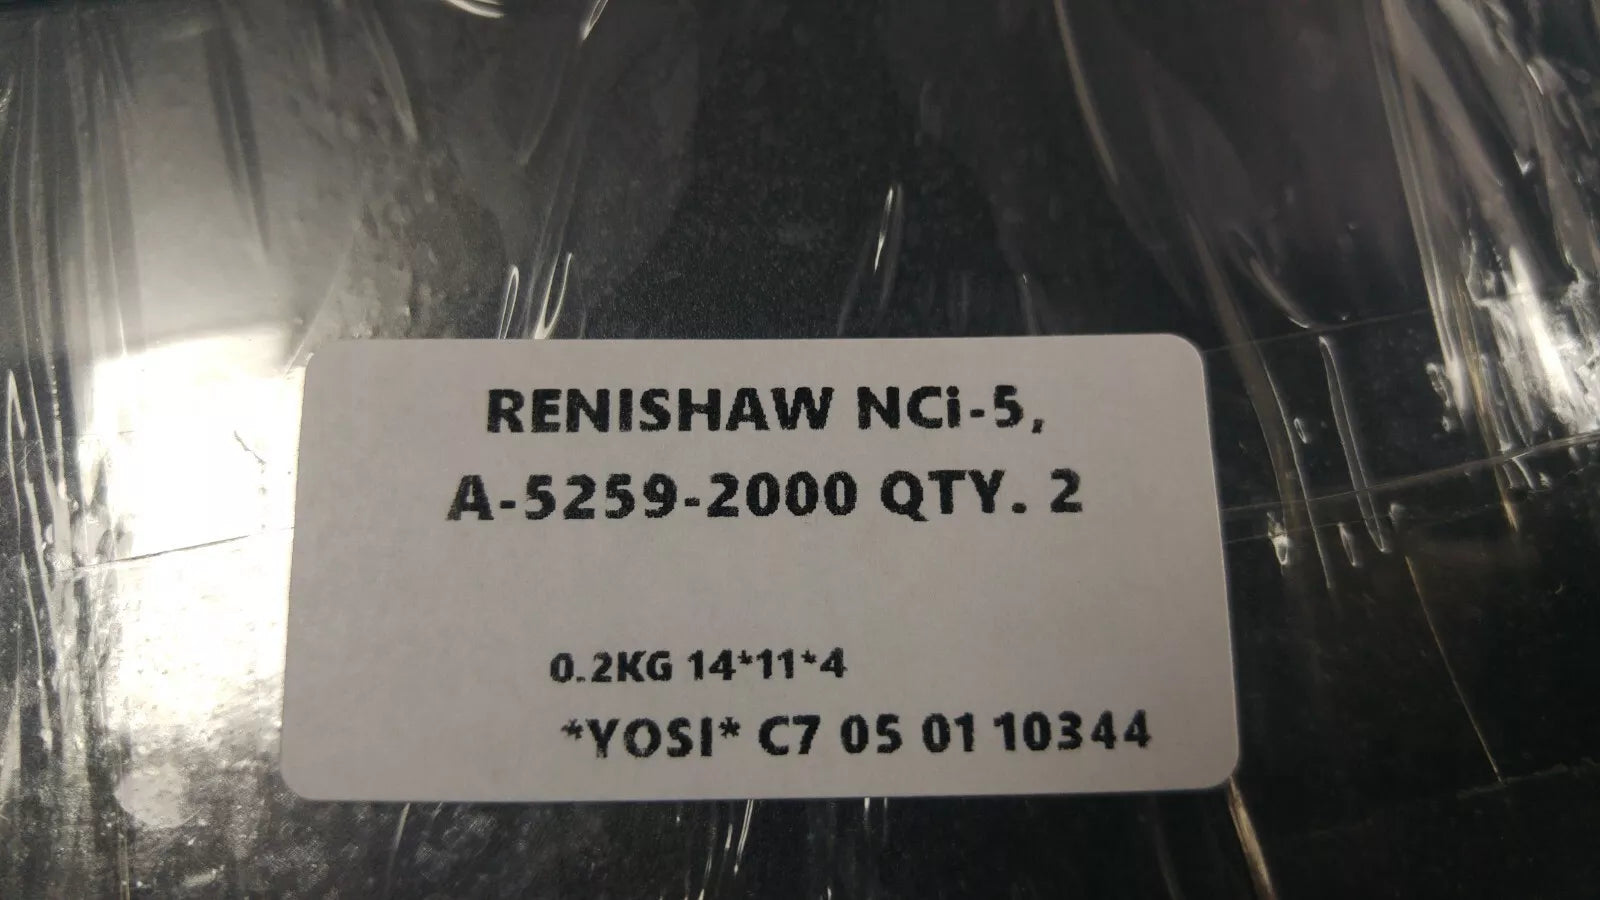 RENISHAW NCi-5,
A-5259-2000 QTY. 2
0.2KG 14*11*4
*YOSI* C7 05 01 10344